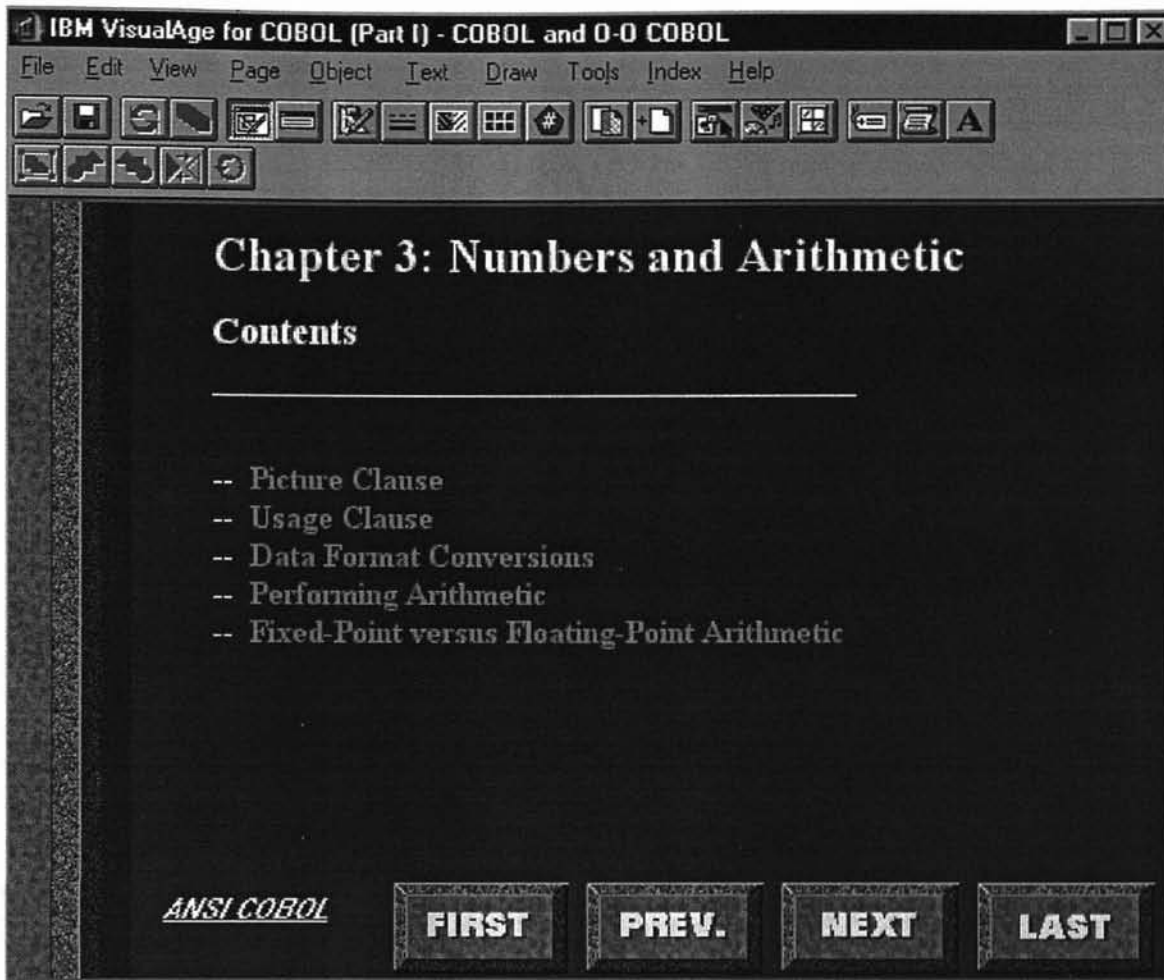 IBM VisualAge for COBOL (Part I) - COBOL and O-O COBOL
File Edit View Page Object Text Draw Tools Index Help
Chapter 3: Numbers and Arithmetic
Contents
-- Picture Clause
-- Usage Clause
-- Data Format Conversions
-- Performing Arithmetic
-- Fixed-Point versus Floating-Point Arithmetic
ANSI COBOL FIRST PREV. NEXT LAST